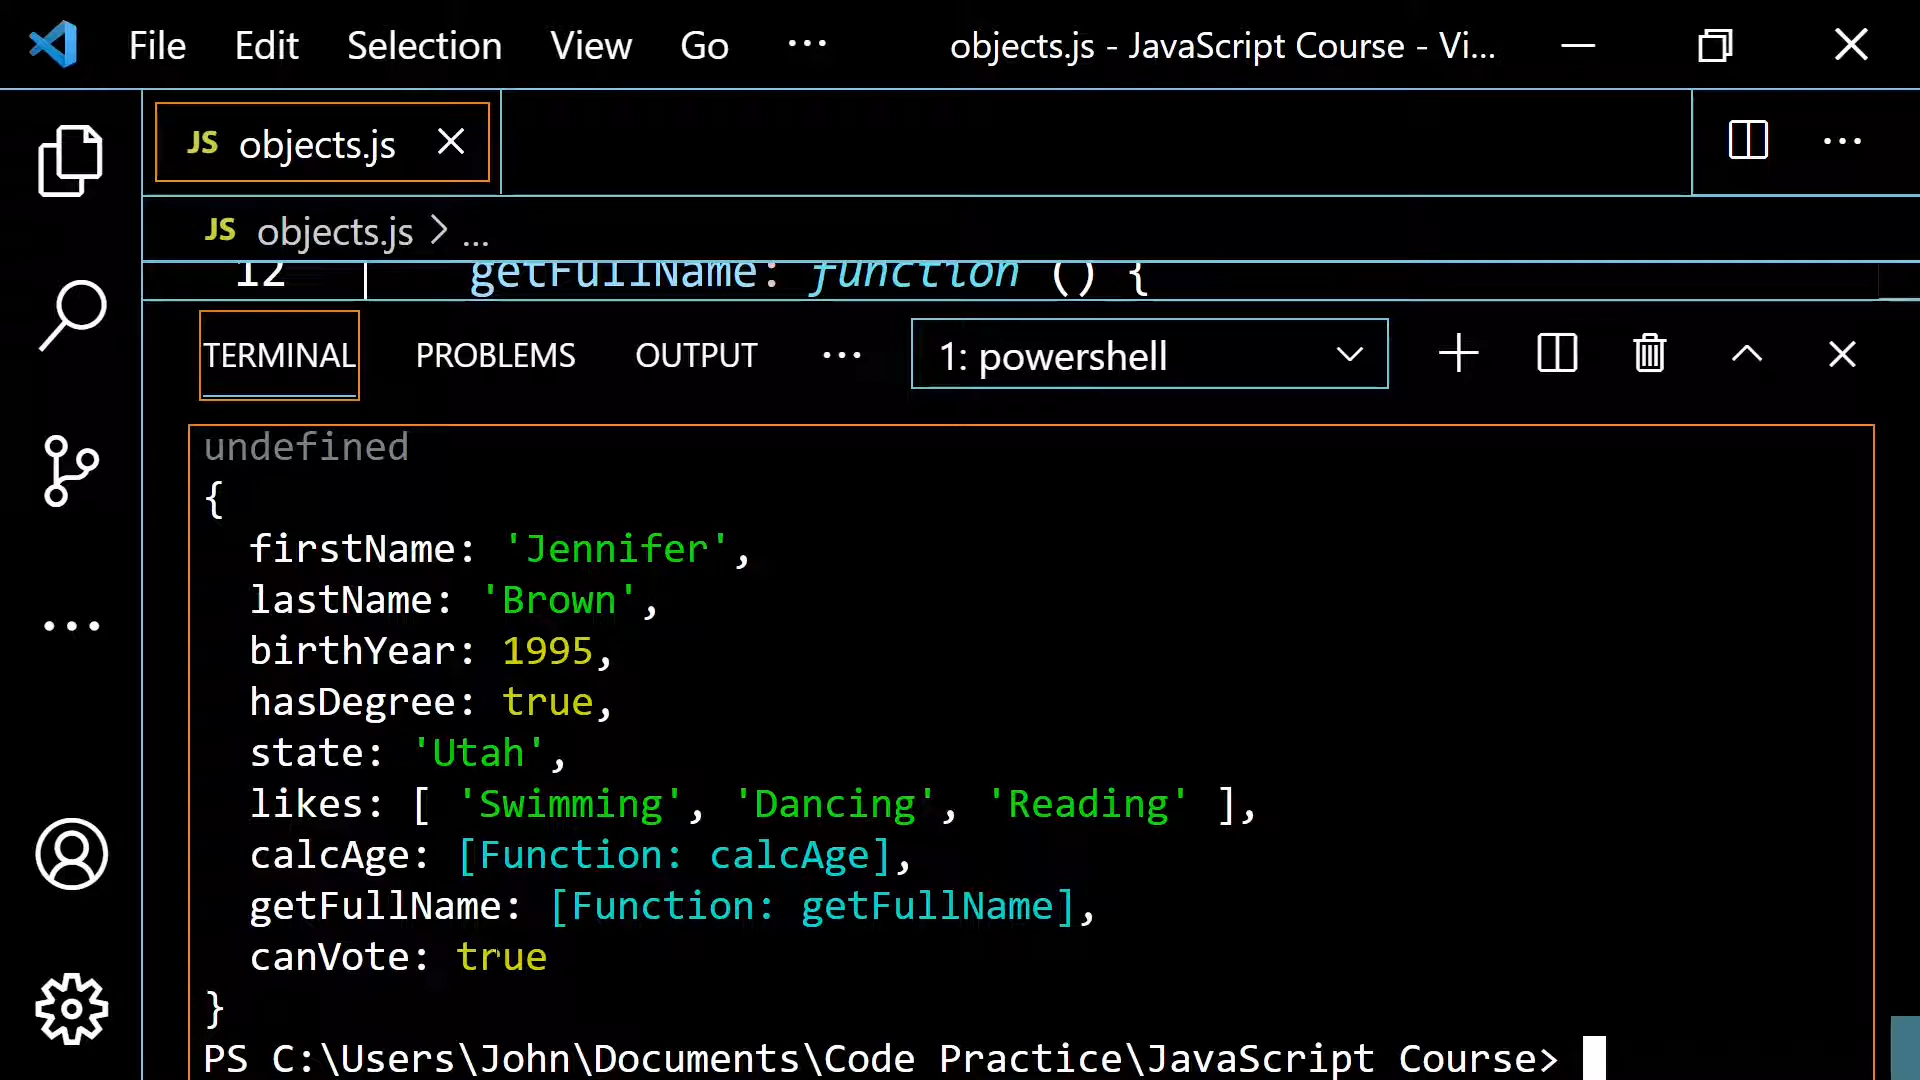 File Edit Selection View Go ... objects.js - JavaScript Course - Vi...
JS objects.js
JS objects.js > ...
12 getFullName: function () {
TERMINAL PROBLEMS OUTPUT ... 1: powershell
undefined
{
  firstName: 'Jennifer',
  lastName: 'Brown',
  birthYear: 1995,
  hasDegree: true,
  state: 'Utah',
  likes: [ 'Swimming', 'Dancing', 'Reading' ],
  calcAge: [Function: calcAge],
  getFullName: [Function: getFullName],
  canVote: true
}
PS C:\Users\John\Documents\Code Practice\JavaScript Course>